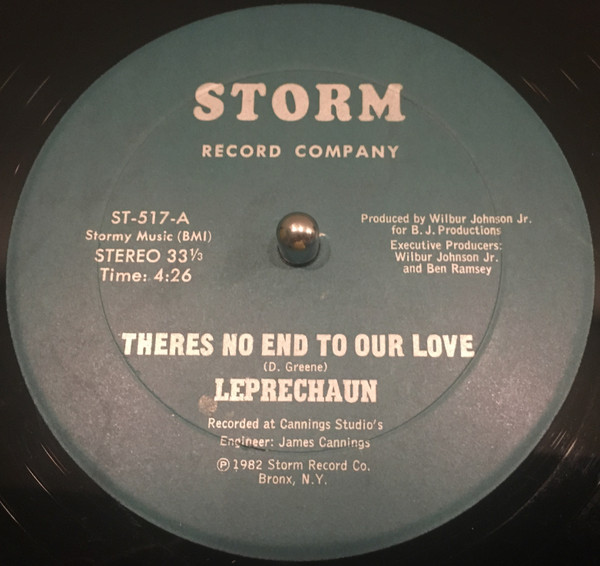 STORM
RECORD COMPANY
ST-517-A
Stormy Music (BMI)
STEREO 33⅓
Time: 4:26
Produced by Wilbur Johnson Jr.
for B. J. Productions
Executive Producers:
Wilbur Johnson Jr.
and Ben Ramsey
THERES NO END TO OUR LOVE
(D. Greene)
LEPRECHAUN
Recorded at Cannings Studio's
Engineer: James Cannings
℗ 1982 Storm Record Co.
Bronx, N.Y.